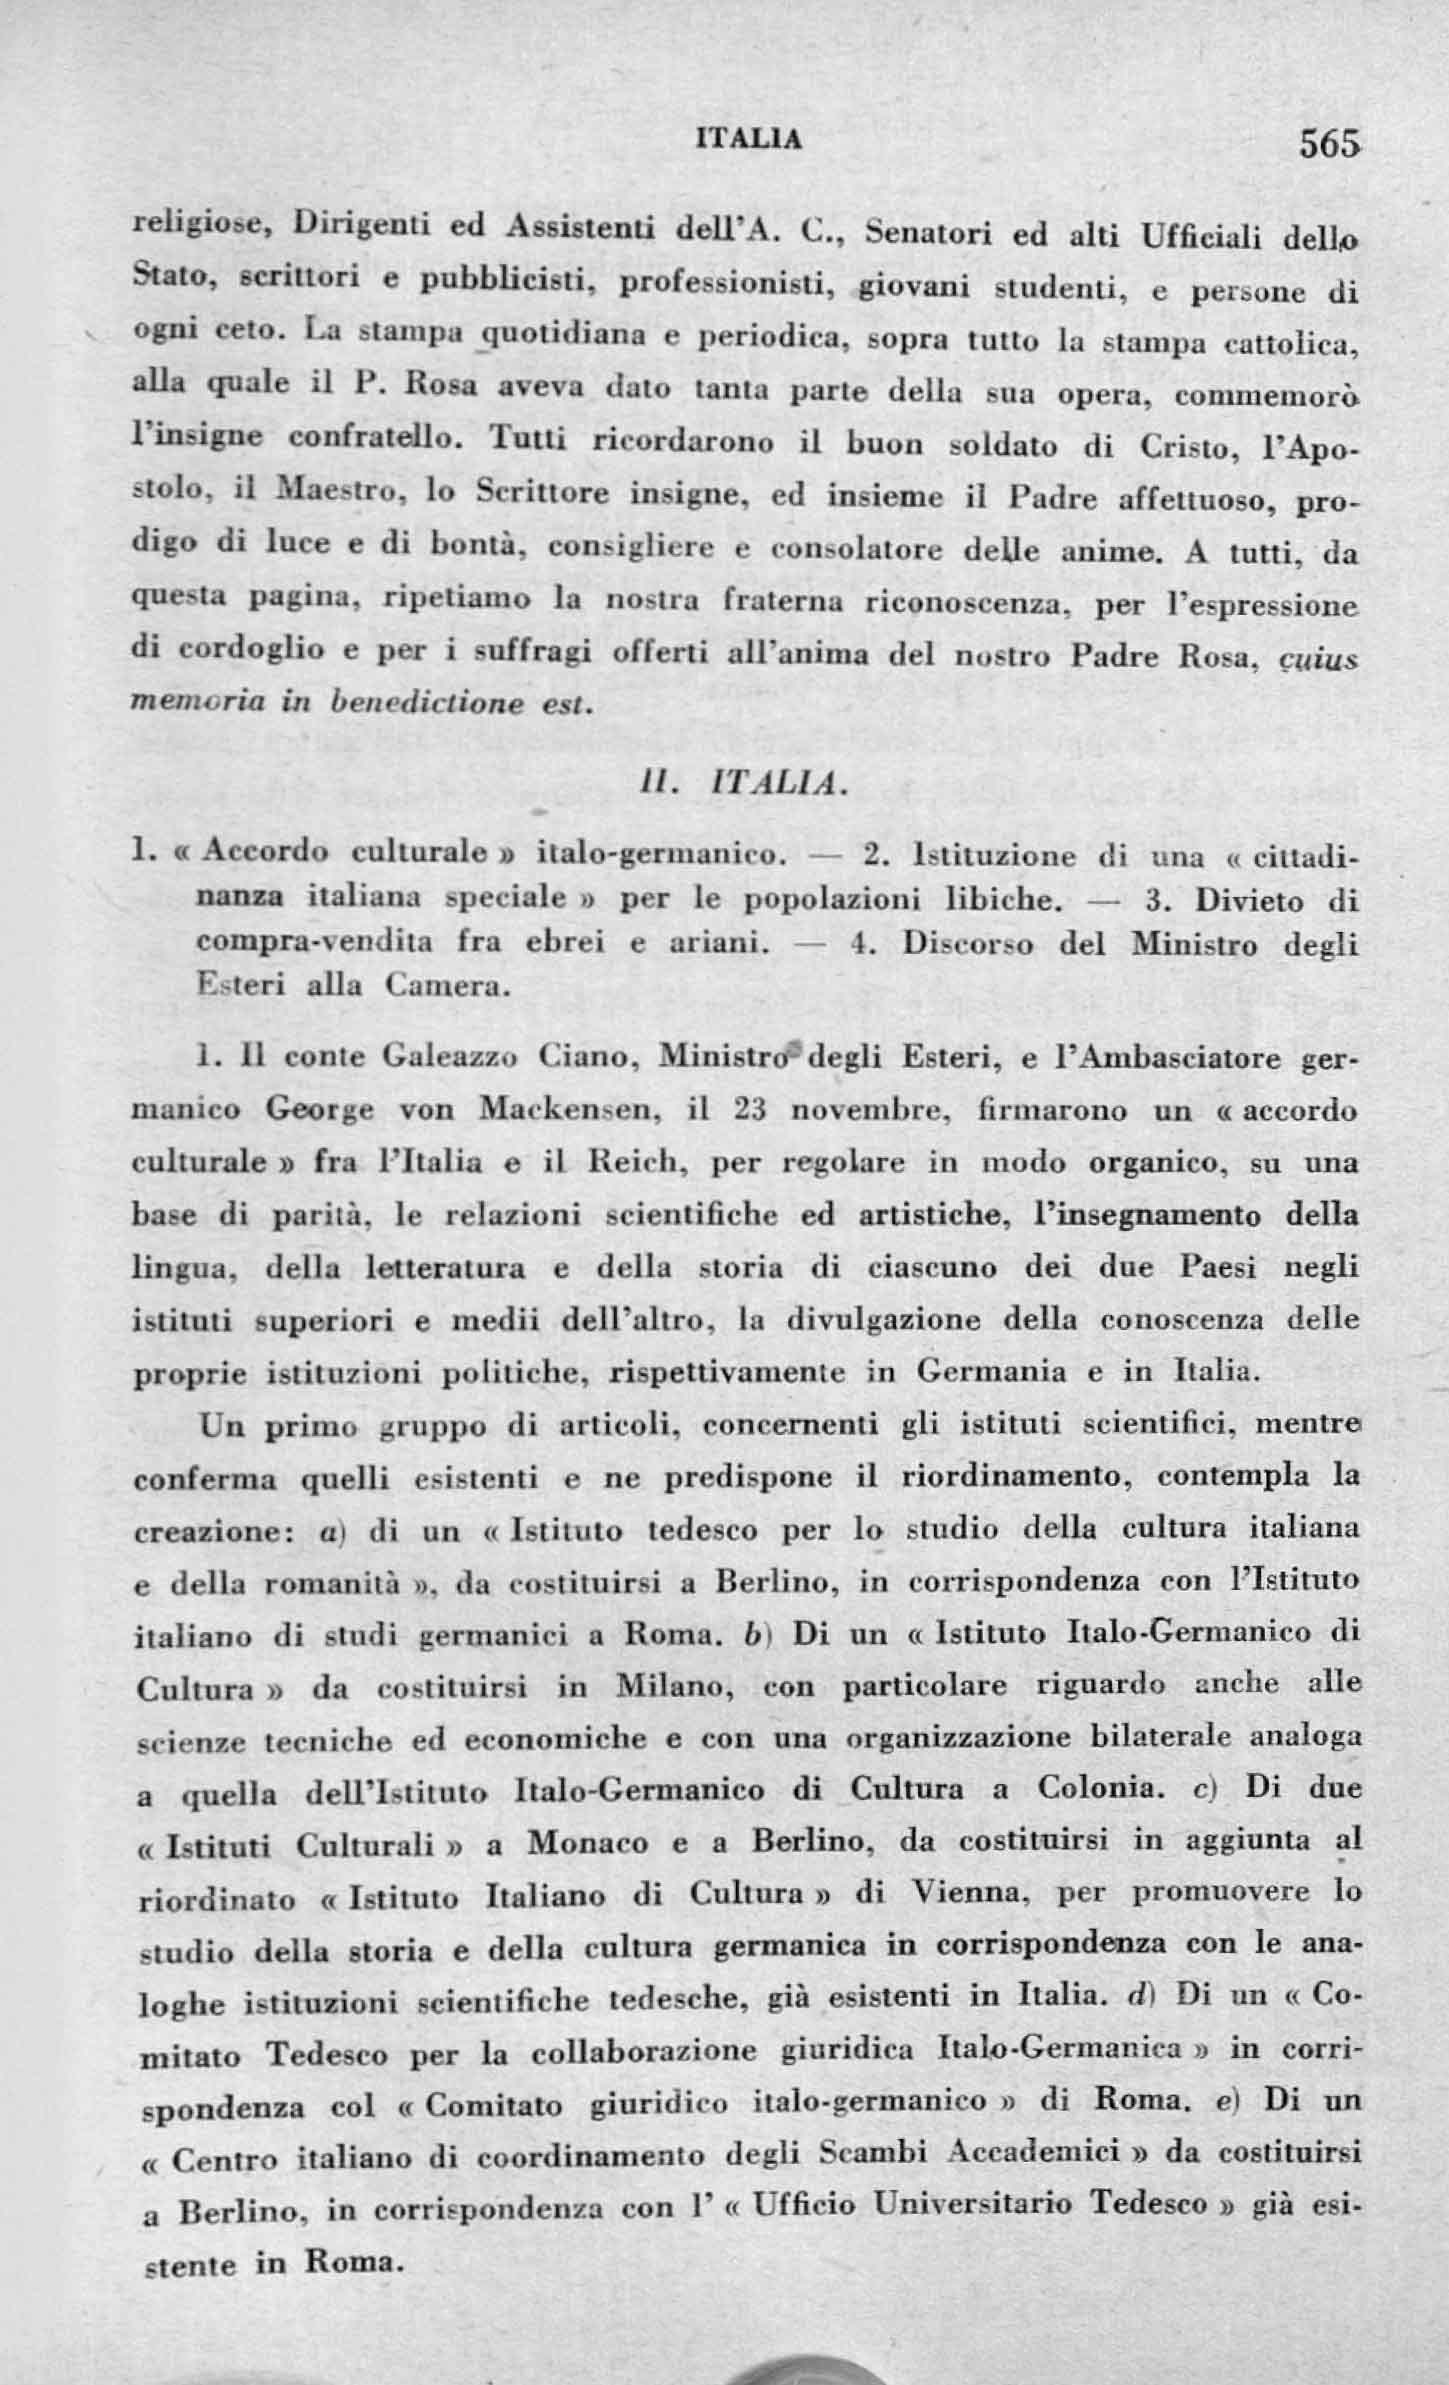 ITALIA 565
religiose, Dirigenti ed Assistenti dell'A. C., Senatori ed alti Ufficiali dello
Stato, scrittori e pubblicisti, professionisti, giovani studenti, e persone di
ogni ceto. La stampa quotidiana e periodica, sopra tutto la stampa cattolica,
alla quale il P. Rosa aveva dato tanta parte della sua opera, commemorò
l'insigne confratello. Tutti ricordarono il buon soldato di Cristo, l'Apo-
stolo, il Maestro, lo Scrittore insigne, ed insieme il Padre affettuoso, pro-
digo di luce e di bontà, consigliere e consolatore delle anime. A tutti, da
questa pagina, ripetiamo la nostra fraterna riconoscenza, per l'espressione
di cordoglio e per i suffragi offerti all'anima del nostro Padre Rosa, cuius
memoria in benedictione est.
II. ITALIA.
1. « Accordo culturale » italo-germanico. — 2. Istituzione di una « cittadi-
nanza italiana speciale » per le popolazioni libiche. — 3. Divieto di
compra-vendita fra ebrei e ariani. — 4. Discorso del Ministro degli
Esteri alla Camera.
1. Il conte Galeazzo Ciano, Ministro degli Esteri, e l'Ambasciatore ger-
manico George von Mackensen, il 23 novembre, firmarono un « accordo
culturale » fra l'Italia e il Reich, per regolare in modo organico, su una
base di parità, le relazioni scientifiche ed artistiche, l'insegnamento della
lingua, della letteratura e della storia di ciascuno dei due Paesi negli
istituti superiori e medii dell'altro, la divulgazione della conoscenza delle
proprie istituzioni politiche, rispettivamente in Germania e in Italia.
Un primo gruppo di articoli, concernenti gli istituti scientifici, mentre
conferma quelli esistenti e ne predispone il riordinamento, contempla la
creazione: a) di un « Istituto tedesco per lo studio della cultura italiana
e della romanità », da costituirsi a Berlino, in corrispondenza con l'Istituto
italiano di studi germanici a Roma. b) Di un « Istituto Italo-Germanico di
Cultura » da costituirsi in Milano, con particolare riguardo anche alle
scienze tecniche ed economiche e con una organizzazione bilaterale analoga
a quella dell'Istituto Italo-Germanico di Cultura a Colonia. c) Di due
« Istituti Culturali » a Monaco e a Berlino, da costituirsi in aggiunta al
riordinato « Istituto Italiano di Cultura » di Vienna, per promuovere lo
studio della storia e della cultura germanica in corrispondenza con le ana-
loghe istituzioni scientifiche tedesche, già esistenti in Italia. d) Di un « Co-
mitato Tedesco per la collaborazione giuridica Italo-Germanica » in corri-
spondenza col « Comitato giuridico italo-germanico » di Roma. e) Di un
« Centro italiano di coordinamento degli Scambi Accademici » da costituirsi
a Berlino, in corrispondenza con l' « Ufficio Universitario Tedesco » già esi-
stente in Roma.